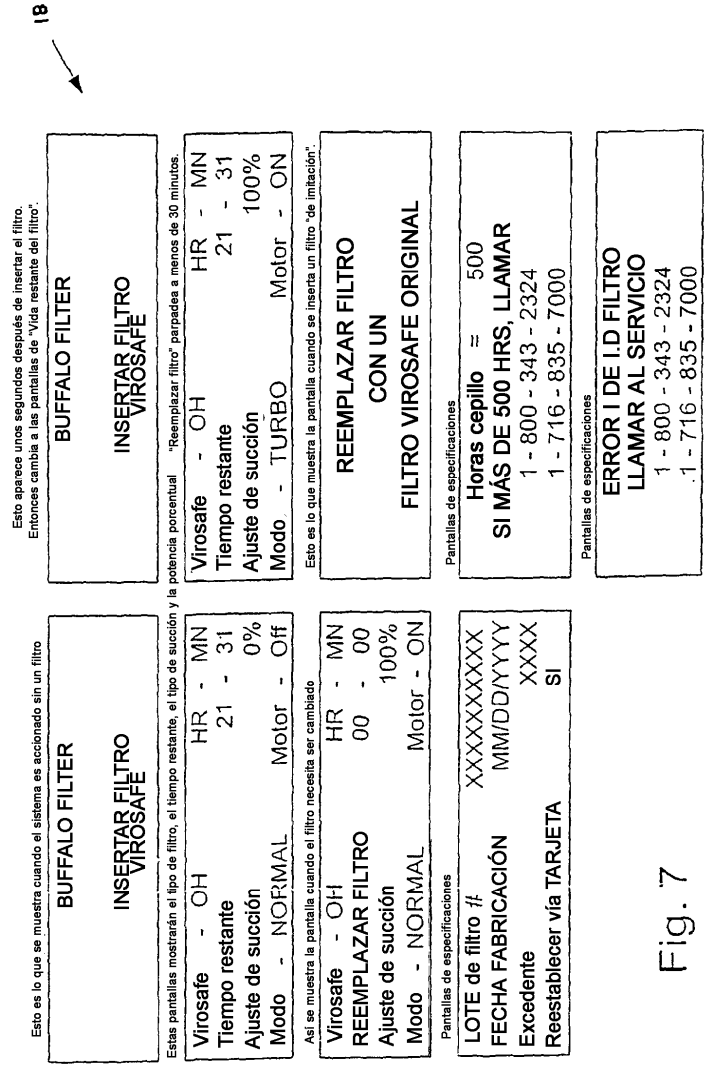 18
Esto es lo que se muestra cuando el sistema es accionado sin un filtro
BUFFALO FILTER
INSERTAR FILTRO
VIROSAFE
Esto aparece unos segundos después de insertar el filtro.
Entonces cambia a las pantallas de "Vida restante del filtro".
BUFFALO FILTER
INSERTAR FILTRO
VIROSAFE
Estas pantallas mostrarán el tipo de filtro, el tiempo restante, el tipo de succión y la potencia porcentual
Virosafe - OH HR - MN
Tiempo restante 21 - 31
Ajuste de succión 0%
Modo - NORMAL Motor - Off
"Reemplazar filtro" parpadea a menos de 30 minutos.
Virosafe - OH HR - MN
Tiempo restante 21 - 31
Ajuste de succión 100%
Modo - TURBO Motor - ON
Así se muestra la pantalla cuando el filtro necesita ser cambiado
Virosafe - OH HR - MN
REEMPLAZAR FILTRO 00 - 00
Ajuste de succión 100%
Modo - NORMAL Motor - ON
Esto es lo que muestra la pantalla cuando se inserta un filtro "de imitación".
REEMPLAZAR FILTRO
CON UN
FILTRO VIROSAFE ORIGINAL
Pantallas de especificaciones
LOTE de filtro # XXXXXXXXXX
FECHA FABRICACIÓN MM/DD/YYYY
Excedente XXXX
Reestablecer vía TARJETA SI
Pantallas de especificaciones
Horas cepillo = 500
SI MÁS DE 500 HRS, LLAMAR
1 - 800 - 343 - 2324
1 - 716 - 835 - 7000
Pantallas de especificaciones
ERROR I DE I.D FILTRO
LLAMAR AL SERVICIO
1 - 800 - 343 - 2324
1 - 716 - 835 - 7000
Fig. 7